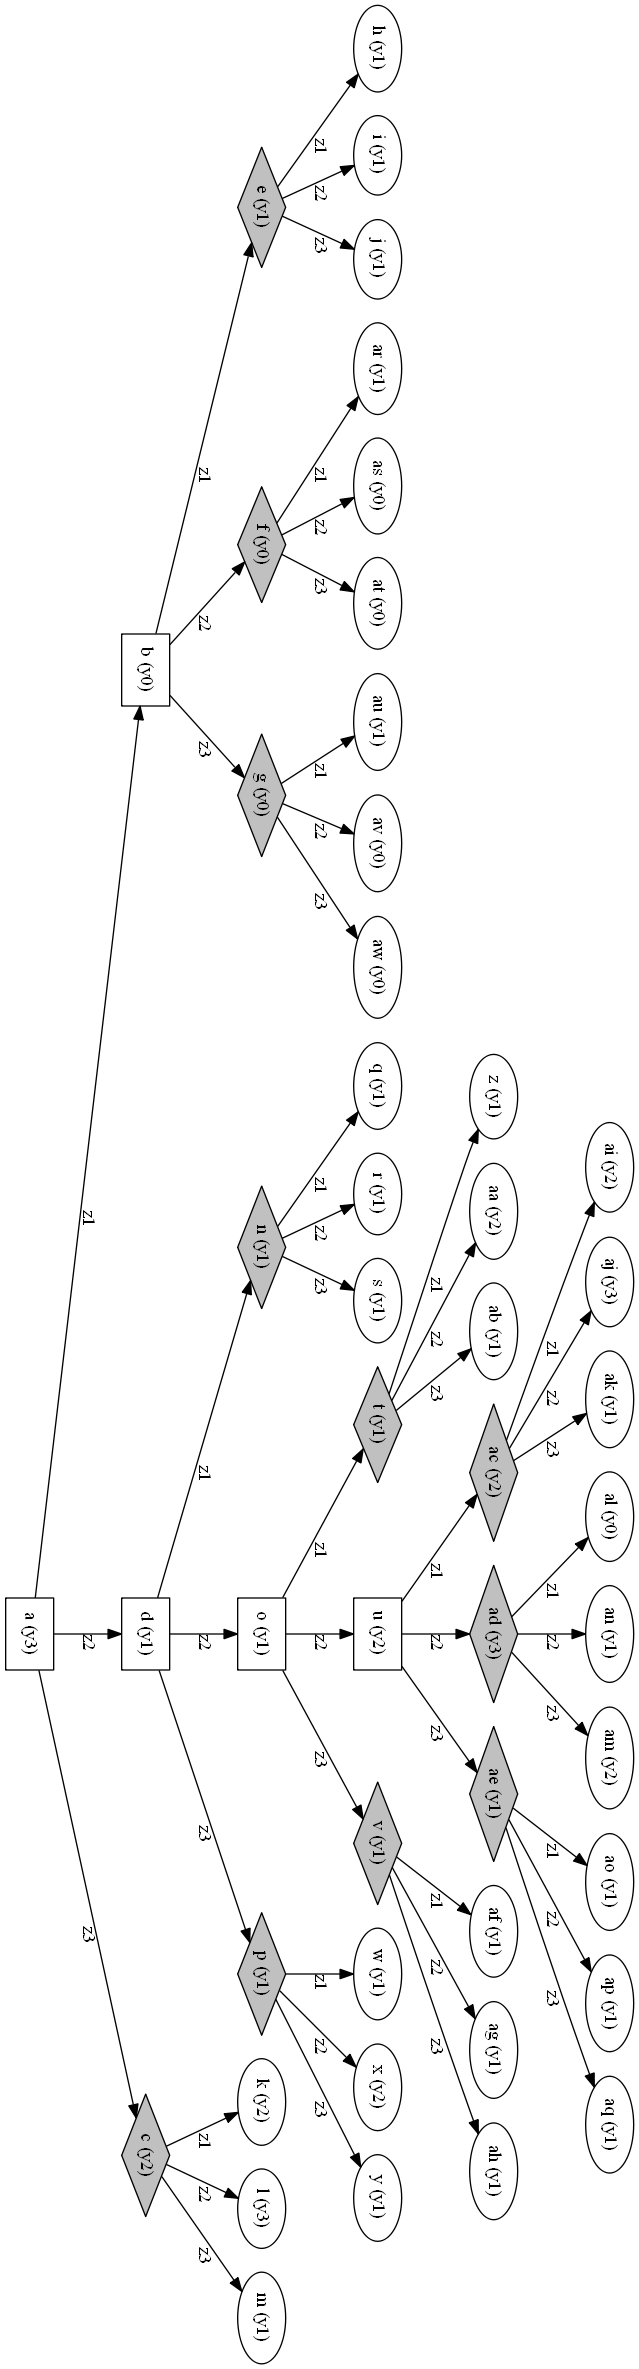 ai (y2) aj (y3) ak (y1) al (y0) an (y1) am (y2) ao (y1) ap (y1) aq (y1)
z1 z2 z3 z1 z2 z3 z1 z2 z3
z (y1) aa (y2) ab (y1) ac (y2) ad (y3) ae (y1) af (y1) ag (y1) ah (y1)
z1 z2 z3 z1 z2 z3 z1 z2 z3
h (y1) i (y1) j (y1) ar (y1) as (y0) at (y0) au (y1) av (y0) aw (y0) q (y1) r (y1) s (y1) t (y1) u (y2) v (y1) w (y1) x (y2) y (y1)
z1 z2 z3 z1 z2 z3 z1 z2 z3 z1 z2 z3 z1 z2 z3 z1 z2 z3
e (y1) f (y0) g (y0) n (y1) o (y1) p (y1) k (y2) l (y3) m (y1)
z1 z2 z3 z1 z2 z3 z1 z2 z3
b (y0) d (y1) c (y2)
z1 z2 z3
a (y3)